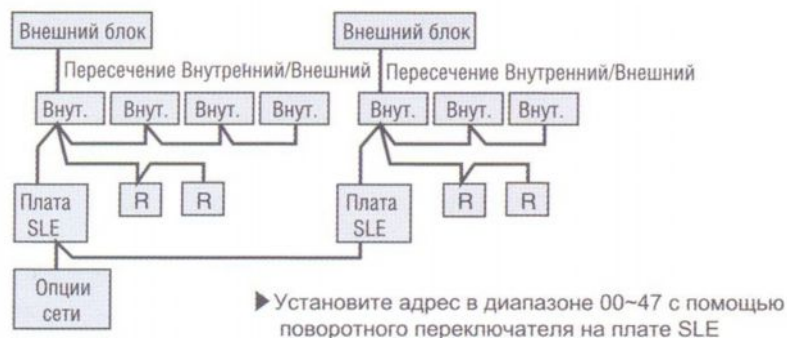 Внешний блок
Внешний блок
Пересечение Внутренний/Внешний
Пересечение Внутренний/Внешний
Внут.
Внут.
Внут.
Внут.
Внут.
Внут.
Внут.
Плата
SLE
R
R
Плата
SLE
R
R
Опции
сети
▶Установите адрес в диапазоне 00~47 с помощью
поворотного переключателя на плате SLE